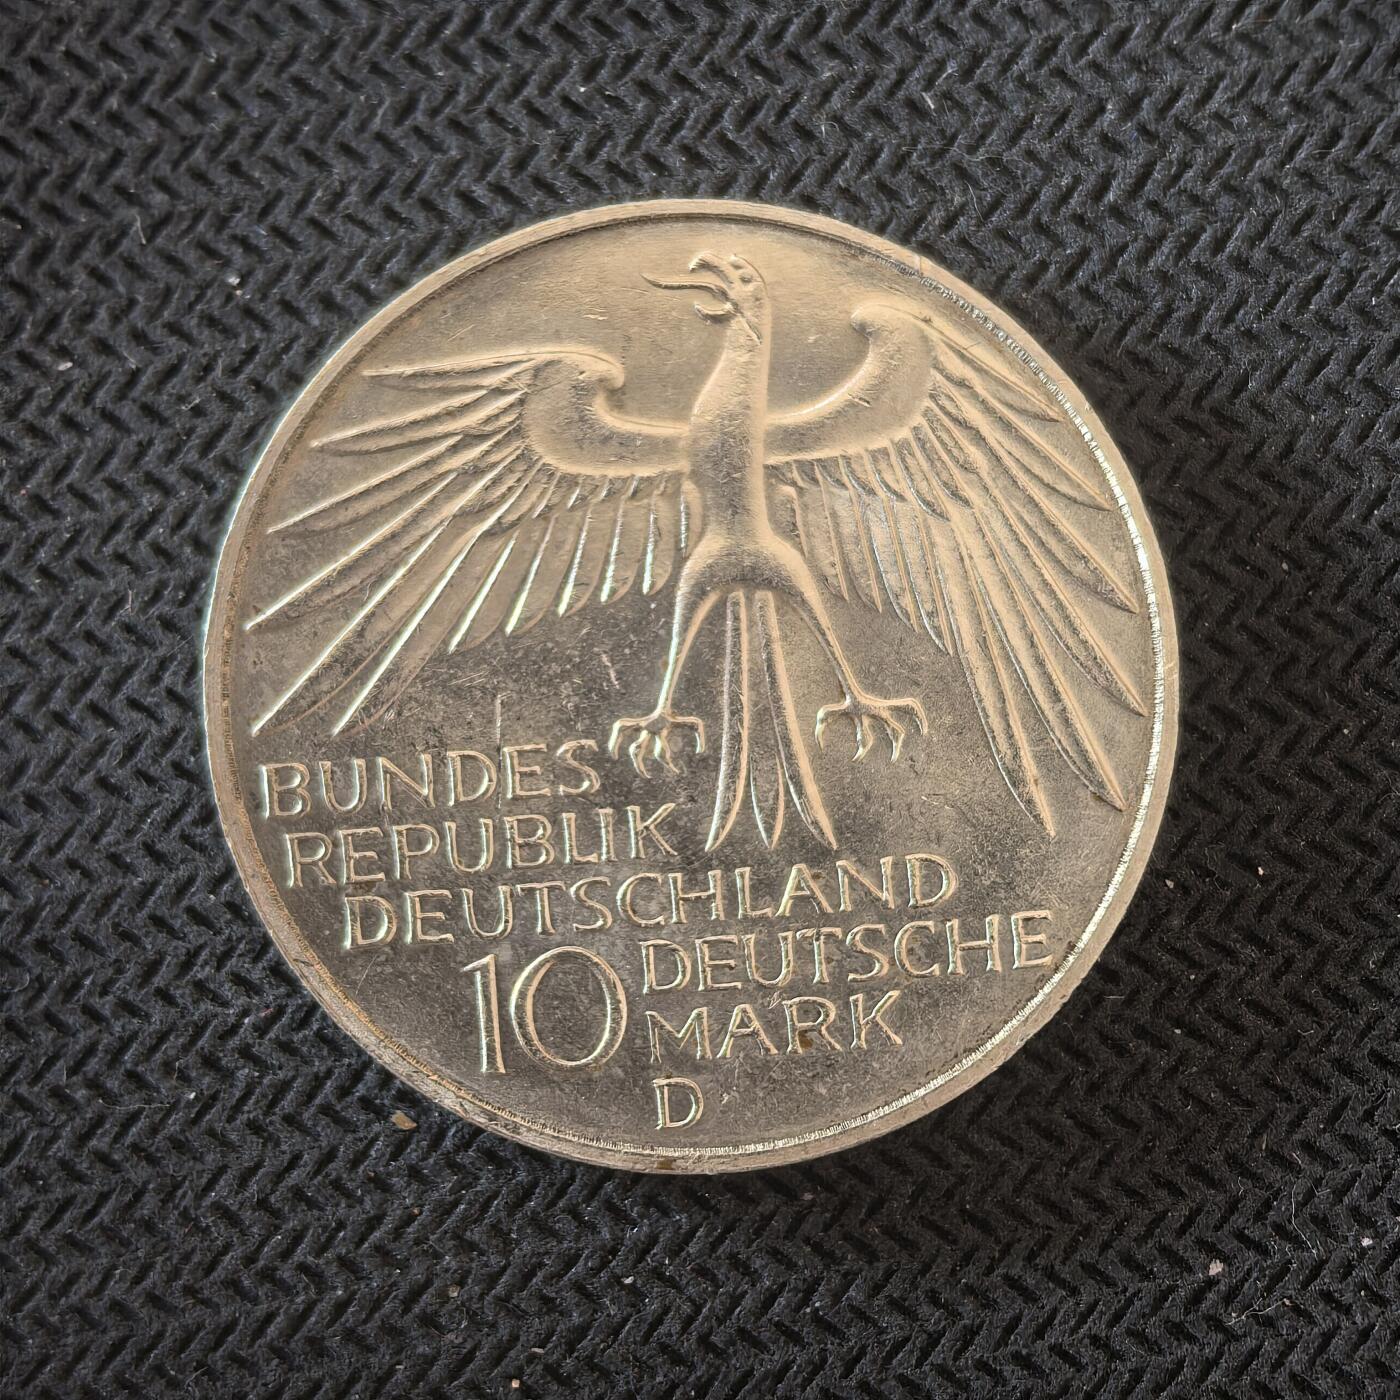 BUNDES
REPUBLIK
DEUTSCHLAND
10 DEUTSCHE
MARK
D